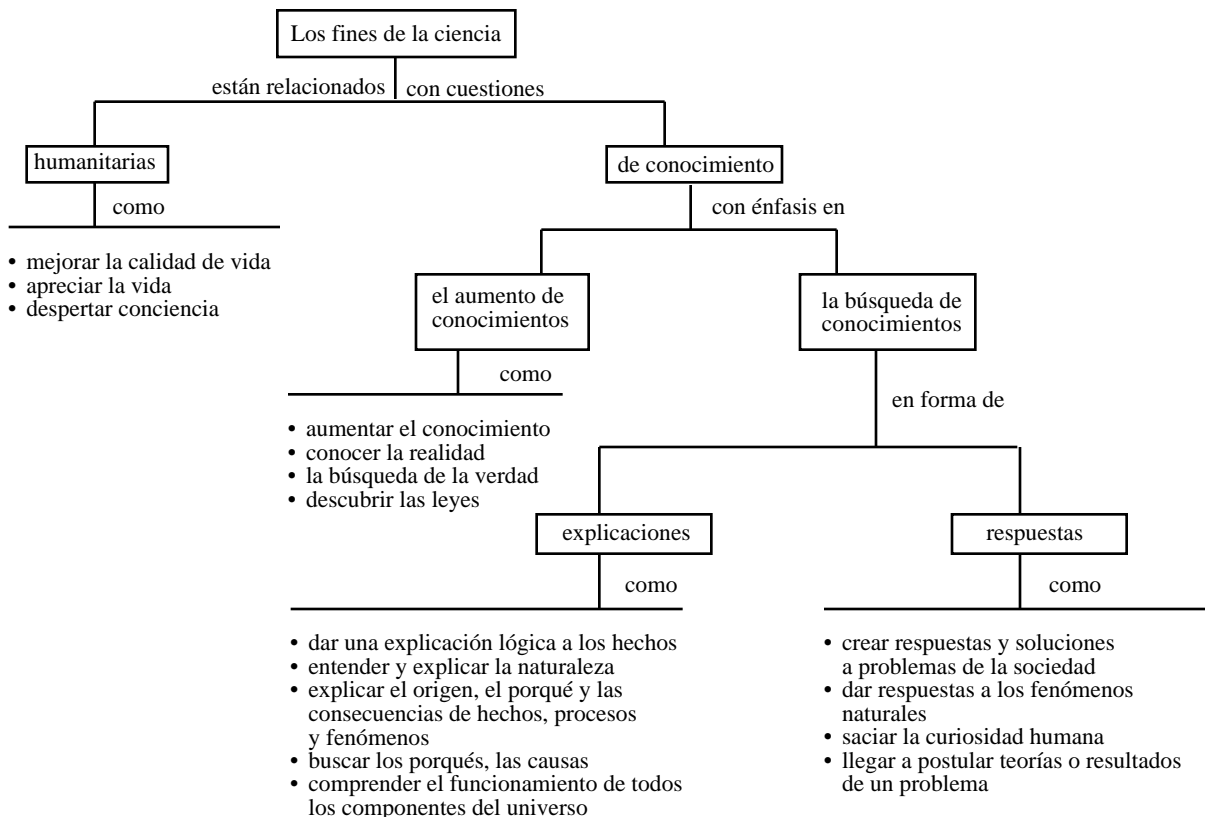 Los fines de la ciencia
están relacionados con cuestiones
humanitarias
de conocimiento
como
con énfasis en
• mejorar la calidad de vida
• apreciar la vida
• despertar conciencia
el aumento de
conocimientos
la búsqueda de
conocimientos
como
en forma de
• aumentar el conocimiento
• conocer la realidad
• la búsqueda de la verdad
• descubrir las leyes
explicaciones
respuestas
como
como
• dar una explicación lógica a los hechos
• entender y explicar la naturaleza
• explicar el origen, el porqué y las
consecuencias de hechos, procesos
y fenómenos
• buscar los porqués, las causas
• comprender el funcionamiento de todos
los componentes del universo
• crear respuestas y soluciones
a problemas de la sociedad
• dar respuestas a los fenómenos
naturales
• saciar la curiosidad humana
• llegar a postular teorías o resultados
de un problema